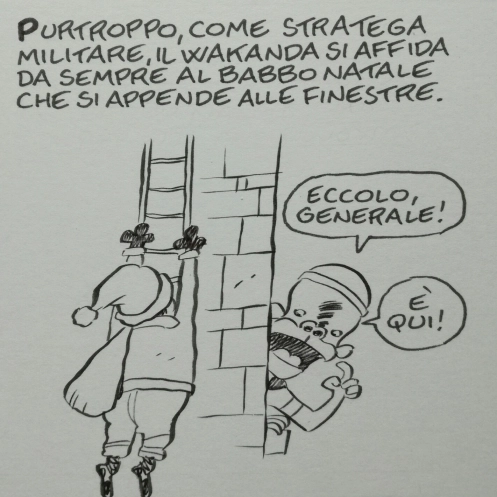 PURTROPPO, COME STRATEGA
MILITARE, IL WAKANDA SI AFFIDA
DA SEMPRE AL BABBO NATALE
CHE SI APPENDE ALLE FINESTRE.
ECCOLO,
GENERALE!
È
QUI!